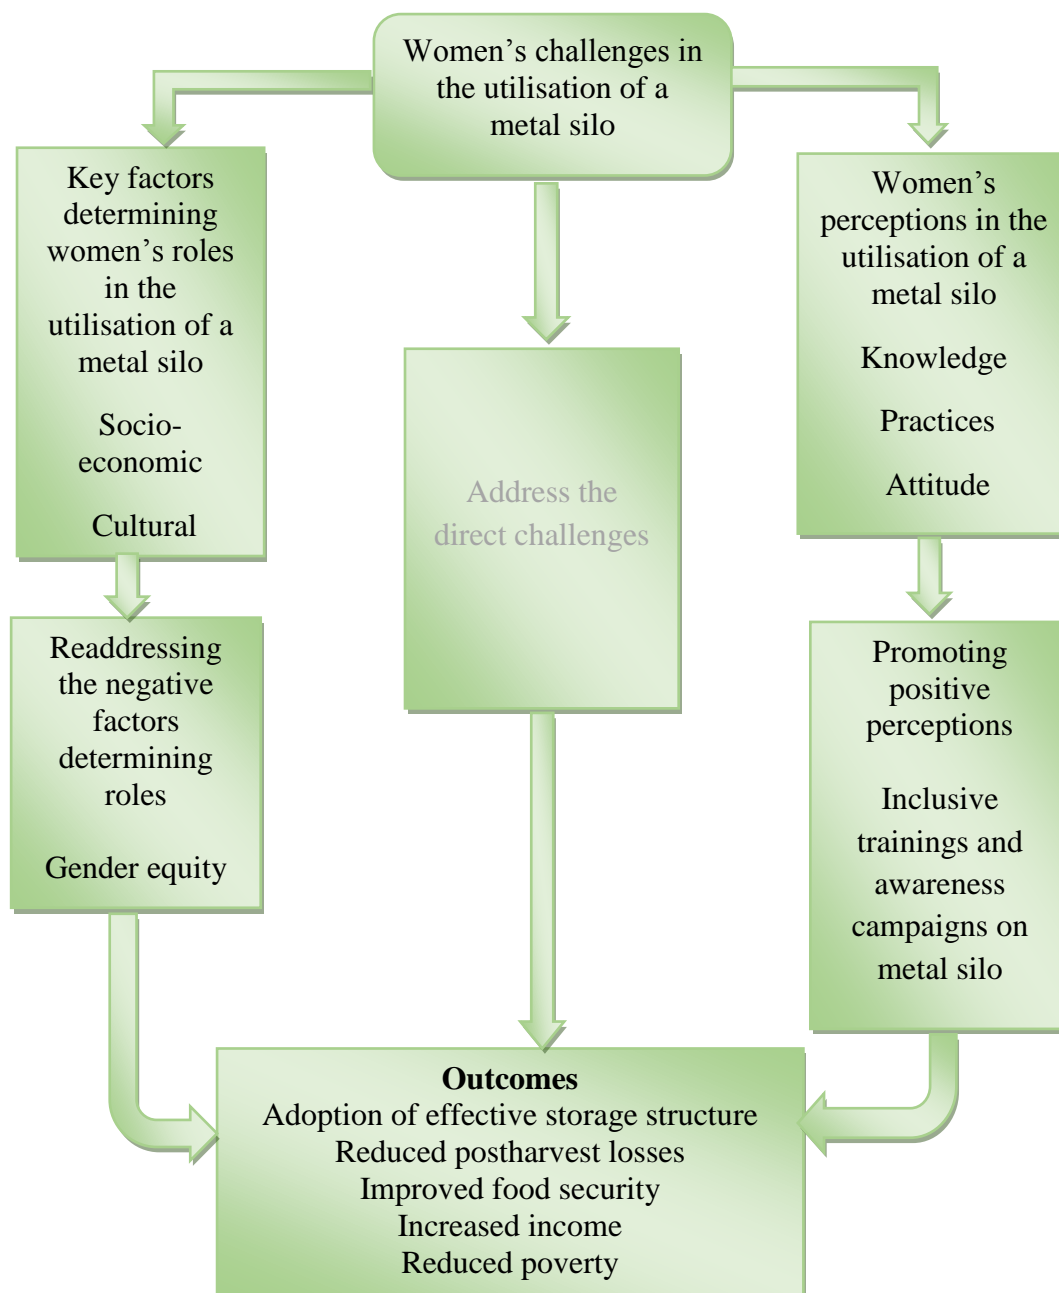 Women’s challenges in
the utilisation of a
metal silo
Key factors
determining
women’s roles
in the
utilisation of a
metal silo
Socio-
economic
Cultural
Women’s
perceptions in the
utilisation of a
metal silo
Knowledge
Practices
Attitude
Address the
direct challenges
Readdressing
the negative
factors
determining
roles
Gender equity
Promoting
positive
perceptions
Inclusive
trainings and
awareness
campaigns on
metal silo
Outcomes
Adoption of effective storage structure
Reduced postharvest losses
Improved food security
Increased income
Reduced poverty